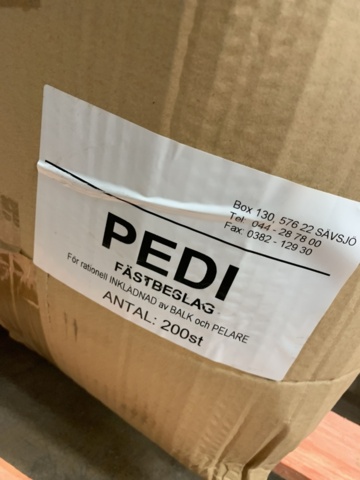 Box 130, 576 22 SÄVSJÖ
Tel: 044 - 28 78 00
Fax: 0382 - 129 30
PEDI
FÄSTBESLAG
För rationell INKLÄDNAD av BALK och PELARE
ANTAL: 200st